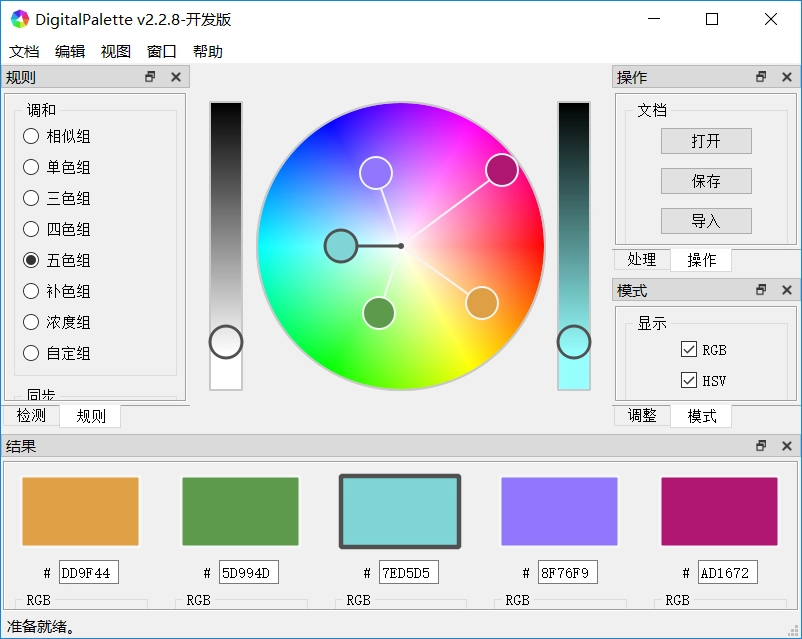 DigitalPalette v2.2.8-开发版
文档 编辑 视图 窗口 帮助
规则
调和
相似组
单色组
三色组
四色组
五色组
补色组
浓度组
自定组
同步
检测 规则
操作
文档
打开
保存
导入
处理 操作
模式
显示
RGB
HSV
调整 模式
结果
# DD9F44 # 5D994D # 7ED5D5 # 8F76F9 # AD1672
RGB RGB RGB RGB RGB
准备就绪。